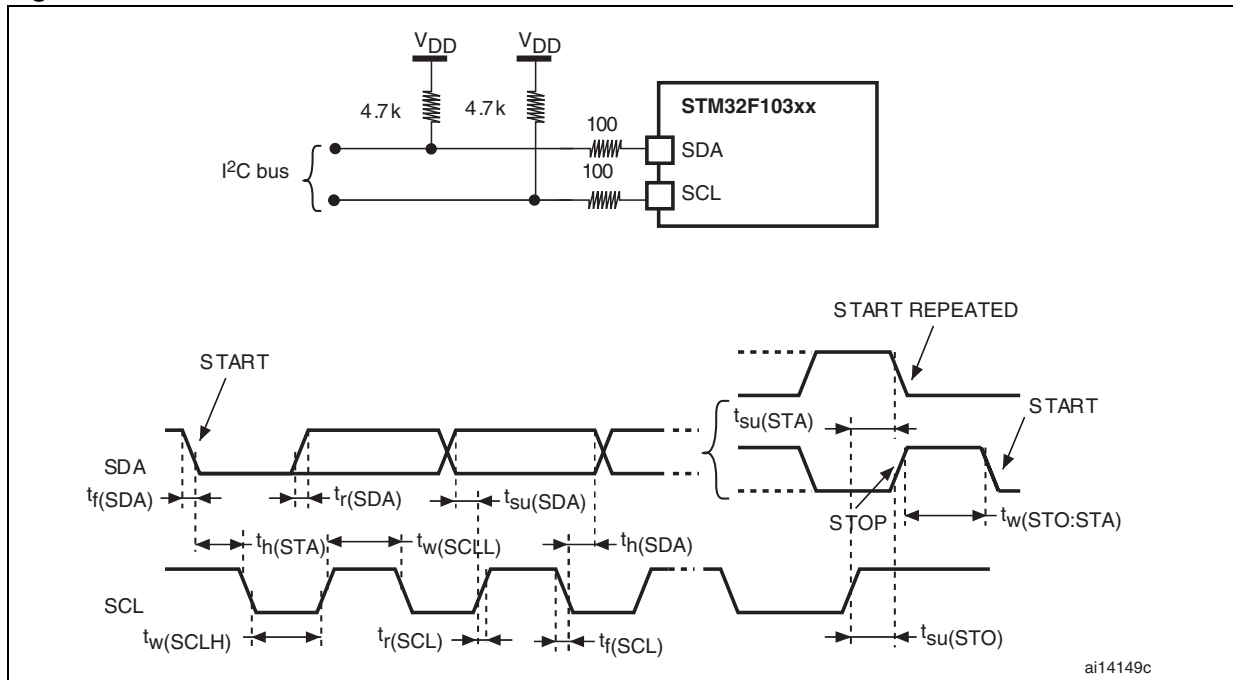 VDD VDD
4.7k 4.7k
STM32F103xx
100
SDA
I²C bus
100
SCL
START REPEATED
START
START
tsu(STA)
SDA
tf(SDA) tr(SDA) tsu(SDA)
STOP tw(STO:STA)
th(STA) tw(SCLL) th(SDA)
SCL
tw(SCLH) tr(SCL) tf(SCL) tsu(STO)
ai14149c